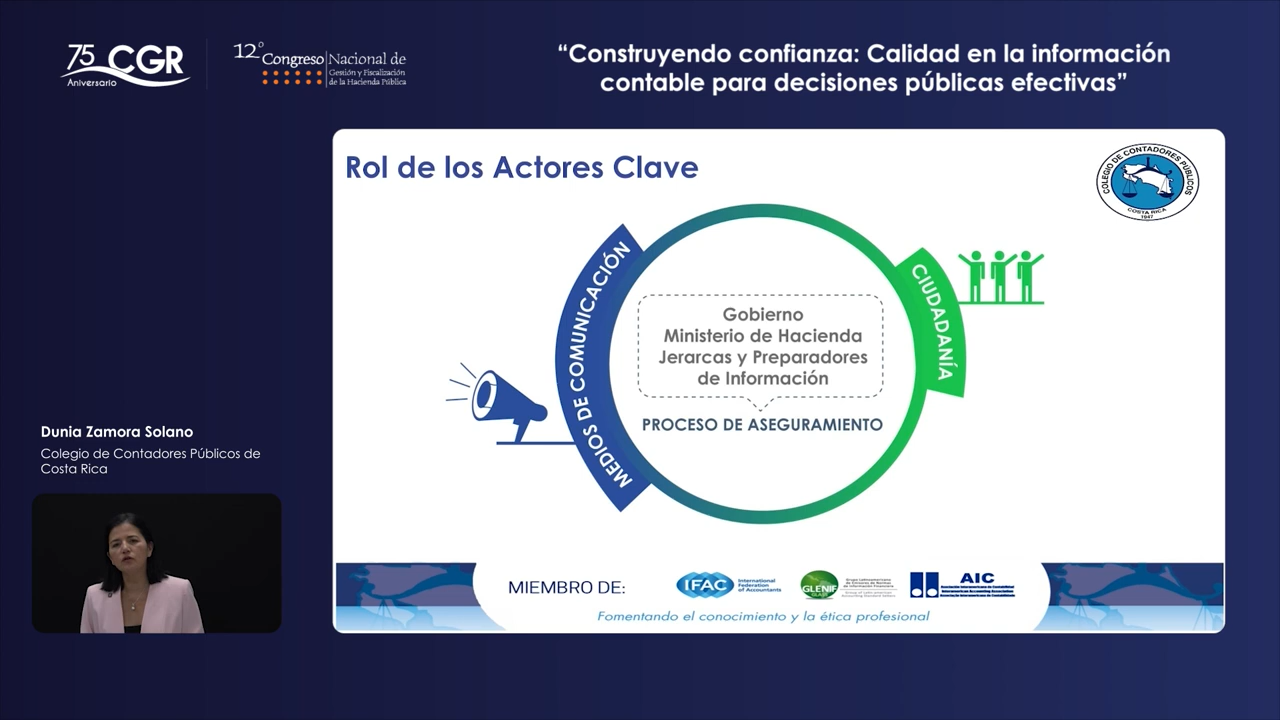 75 CGR
Aniversario
12° Congreso Nacional de
Gestión y Fiscalización
de la Hacienda Pública
“Construyendo confianza: Calidad en la información
contable para decisiones públicas efectivas”
Rol de los Actores Clave
COLEGIO DE CONTADORES PÚBLICOS
COSTA RICA
1947
MEDIOS DE COMUNICACIÓN
CIUDADANÍA
Gobierno
Ministerio de Hacienda
Jerarcas y Preparadores
de Información
PROCESO DE ASEGURAMIENTO
Dunia Zamora Solano
Colegio de Contadores Públicos de
Costa Rica
MIEMBRO DE:
IFAC
International
Federation
of Accountants
GLENIF
AIC
Fomentando el conocimiento y la ética profesional